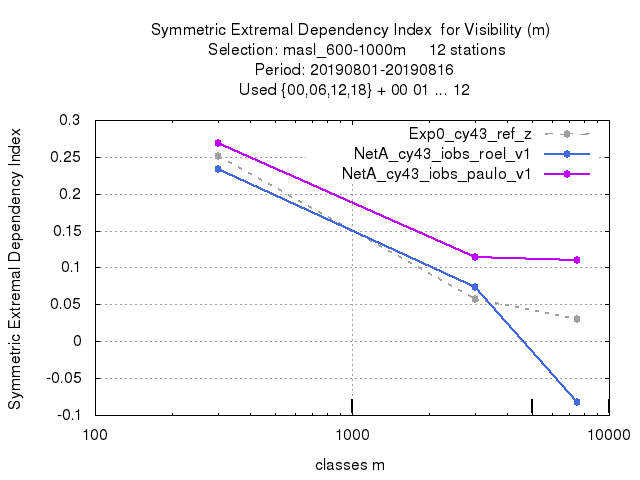 Symmetric Extremal Dependency Index  for Visibility (m)
Selection: masl_600-1000m     12 stations
Period: 20190801-20190816
Used {00,06,12,18} + 00 01 ... 12
Symmetric Extremal Dependency Index
0.3
0.25
0.2
0.15
0.1
0.05
0
-0.05
-0.1
Exp0_cy43_ref_z
NetA_cy43_iobs_roel_v1
NetA_cy43_iobs_paulo_v1
100 1000 10000
classes m